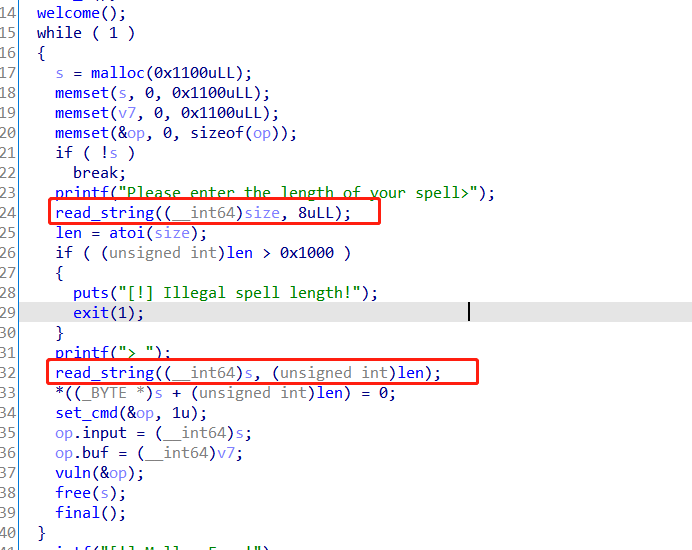 14 welcome();
15 while ( 1 )
16 {
17 s = malloc(0x1100uLL);
18 memset(s, 0, 0x1100uLL);
19 memset(v7, 0, 0x1100uLL);
20 memset(&op, 0, sizeof(op));
21 if ( !s )
22 break;
23 printf("Please enter the length of your spell>");
24 read_string((__int64)size, 8uLL);
25 len = atoi(size);
26 if ( (unsigned int)len > 0x1000 )
27 {
28 puts("[!] Illegal spell length!");
29 exit(1);
30 }
31 printf("> ");
32 read_string((__int64)s, (unsigned int)len);
33 *((_BYTE *)s + (unsigned int)len) = 0;
34 set_cmd(&op, 1u);
35 op.input = (__int64)s;
36 op.buf = (__int64)v7;
37 vuln(&op);
38 free(s);
39 final();
40 }